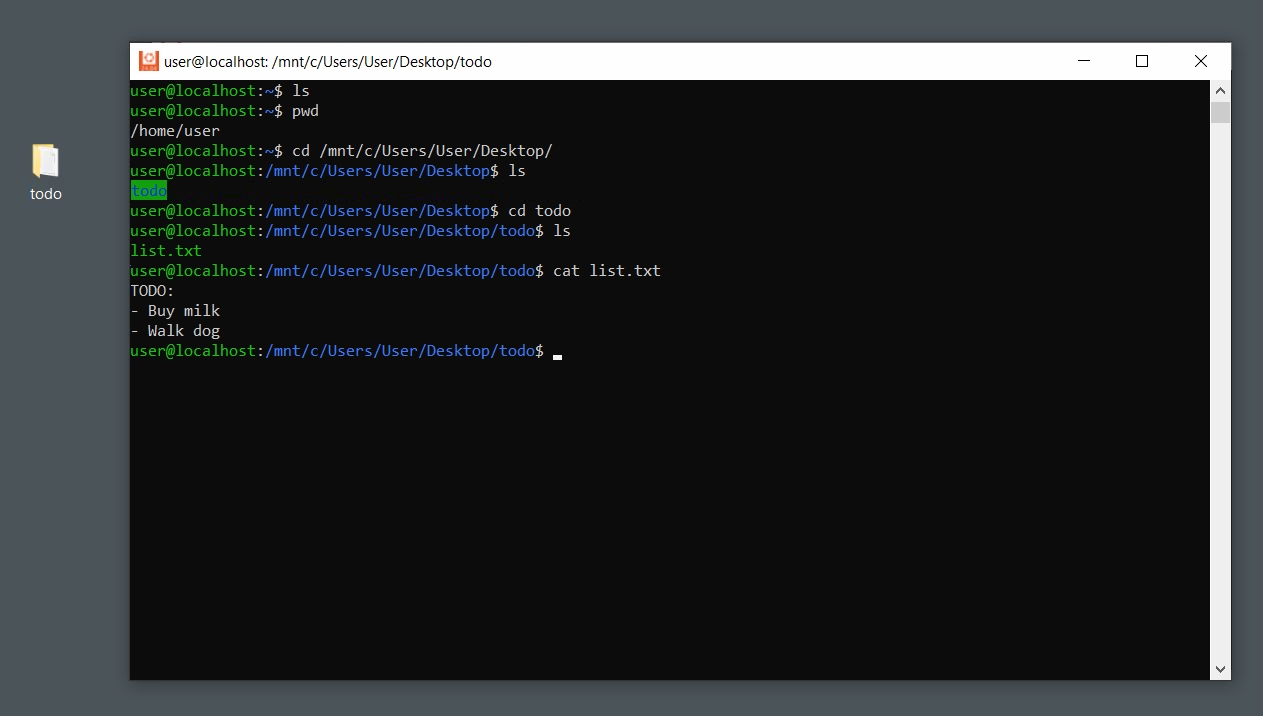 user@localhost: /mnt/c/Users/User/Desktop/todo
user@localhost:~$ ls
user@localhost:~$ pwd
/home/user
user@localhost:~$ cd /mnt/c/Users/User/Desktop/
user@localhost:/mnt/c/Users/User/Desktop$ ls
todo
todo
user@localhost:/mnt/c/Users/User/Desktop$ cd todo
user@localhost:/mnt/c/Users/User/Desktop/todo$ ls
list.txt
user@localhost:/mnt/c/Users/User/Desktop/todo$ cat list.txt
TODO:
- Buy milk
- Walk dog
user@localhost:/mnt/c/Users/User/Desktop/todo$